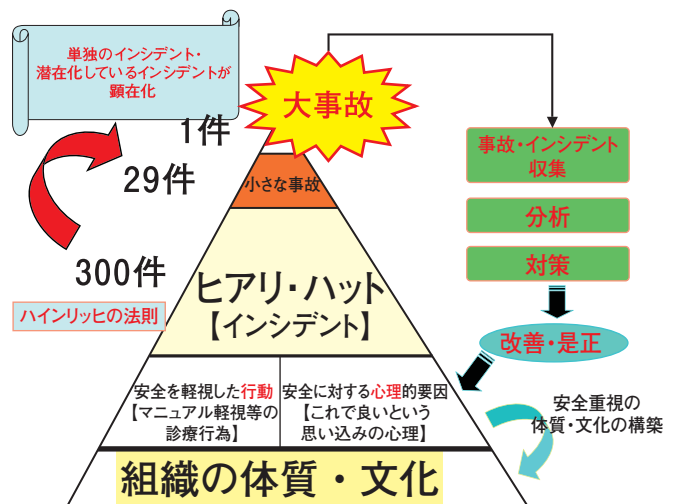 単独のインシデント・
潜在化しているインシデントが
顕在化
大事故
1件
29件
300件
ハインリッヒの法則
小さな事故
ヒアリ・ハット
【インシデント】
安全を軽視した行動
【マニュアル軽視等の
診療行為】
安全に対する心理的要因
【これで良いという
思い込みの心理】
組織の体質・文化
事故・インシデント
収集
分析
対策
改善・是正
安全重視の
体質・文化の構築